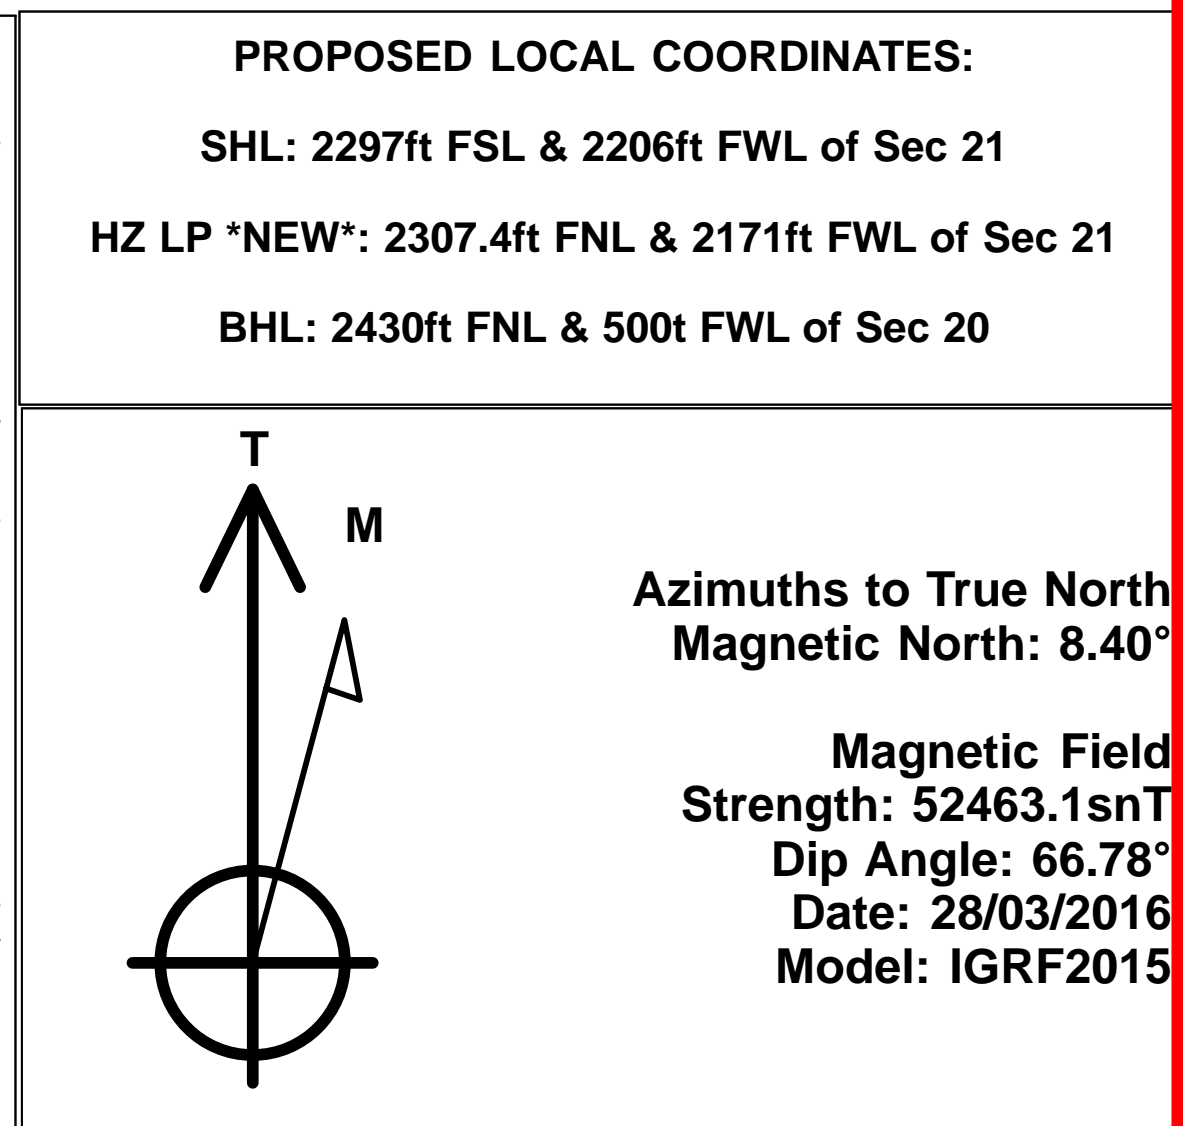 PROPOSED LOCAL COORDINATES:
SHL: 2297ft FSL & 2206ft FWL of Sec 21
HZ LP *NEW*: 2307.4ft FNL & 2171ft FWL of Sec 21
BHL: 2430ft FNL & 500t FWL of Sec 20
T
M
Azimuths to True North
Magnetic North: 8.40°
Magnetic Field
Strength: 52463.1snT
Dip Angle: 66.78°
Date: 28/03/2016
Model: IGRF2015